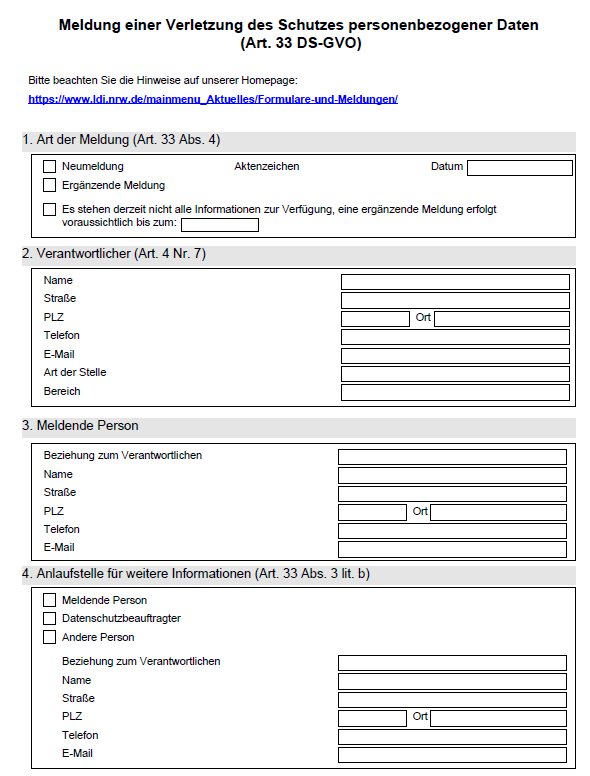 Meldung einer Verletzung des Schutzes personenbezogener Daten
(Art. 33 DS-GVO)
Bitte beachten Sie die Hinweise auf unserer Homepage:
https://www.ldi.nrw.de/mainmenu_Aktuelles/Formulare-und-Meldungen/
1. Art der Meldung (Art. 33 Abs. 4)
Neumeldung Aktenzeichen Datum
Ergänzende Meldung
Es stehen derzeit nicht alle Informationen zur Verfügung, eine ergänzende Meldung erfolgt
voraussichtlich bis zum:
2. Verantwortlicher (Art. 4 Nr. 7)
Name
Straße
PLZ Ort
Telefon
E-Mail
Art der Stelle
Bereich
3. Meldende Person
Beziehung zum Verantwortlichen
Name
Straße
PLZ Ort
Telefon
E-Mail
4. Anlaufstelle für weitere Informationen (Art. 33 Abs. 3 lit. b)
Meldende Person
Datenschutzbeauftragter
Andere Person
Beziehung zum Verantwortlichen
Name
Straße
PLZ Ort
Telefon
E-Mail